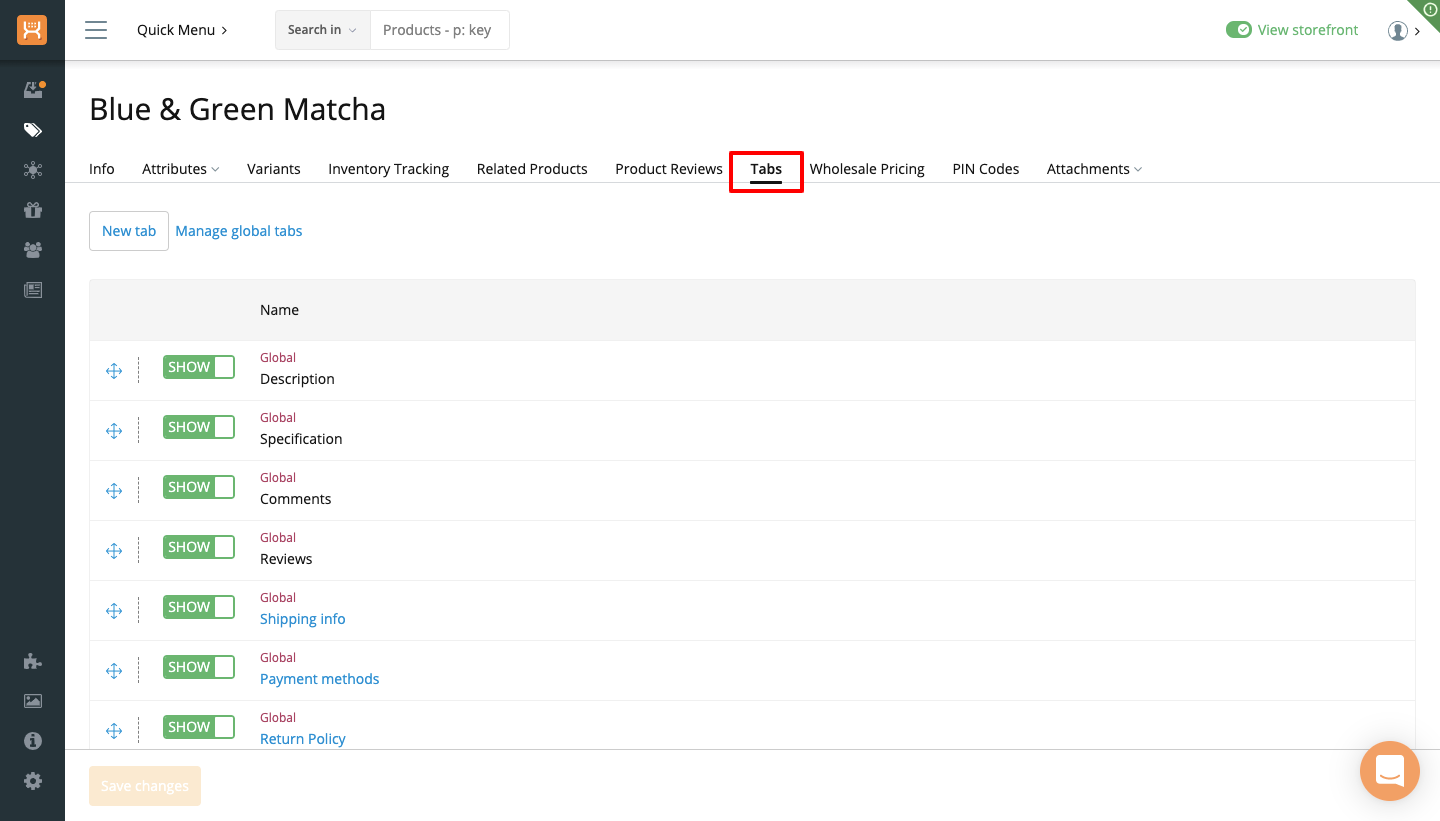 Quick Menu
Search in
Products - p: key
View storefront
Blue & Green Matcha
Info Attributes Variants Inventory Tracking Related Products Product Reviews Tabs Wholesale Pricing PIN Codes Attachments
New tab Manage global tabs
Name
SHOW Global
Description
SHOW Global
Specification
SHOW Global
Comments
SHOW Global
Reviews
SHOW Global
Shipping info
SHOW Global
Payment methods
SHOW Global
Return Policy
Save changes